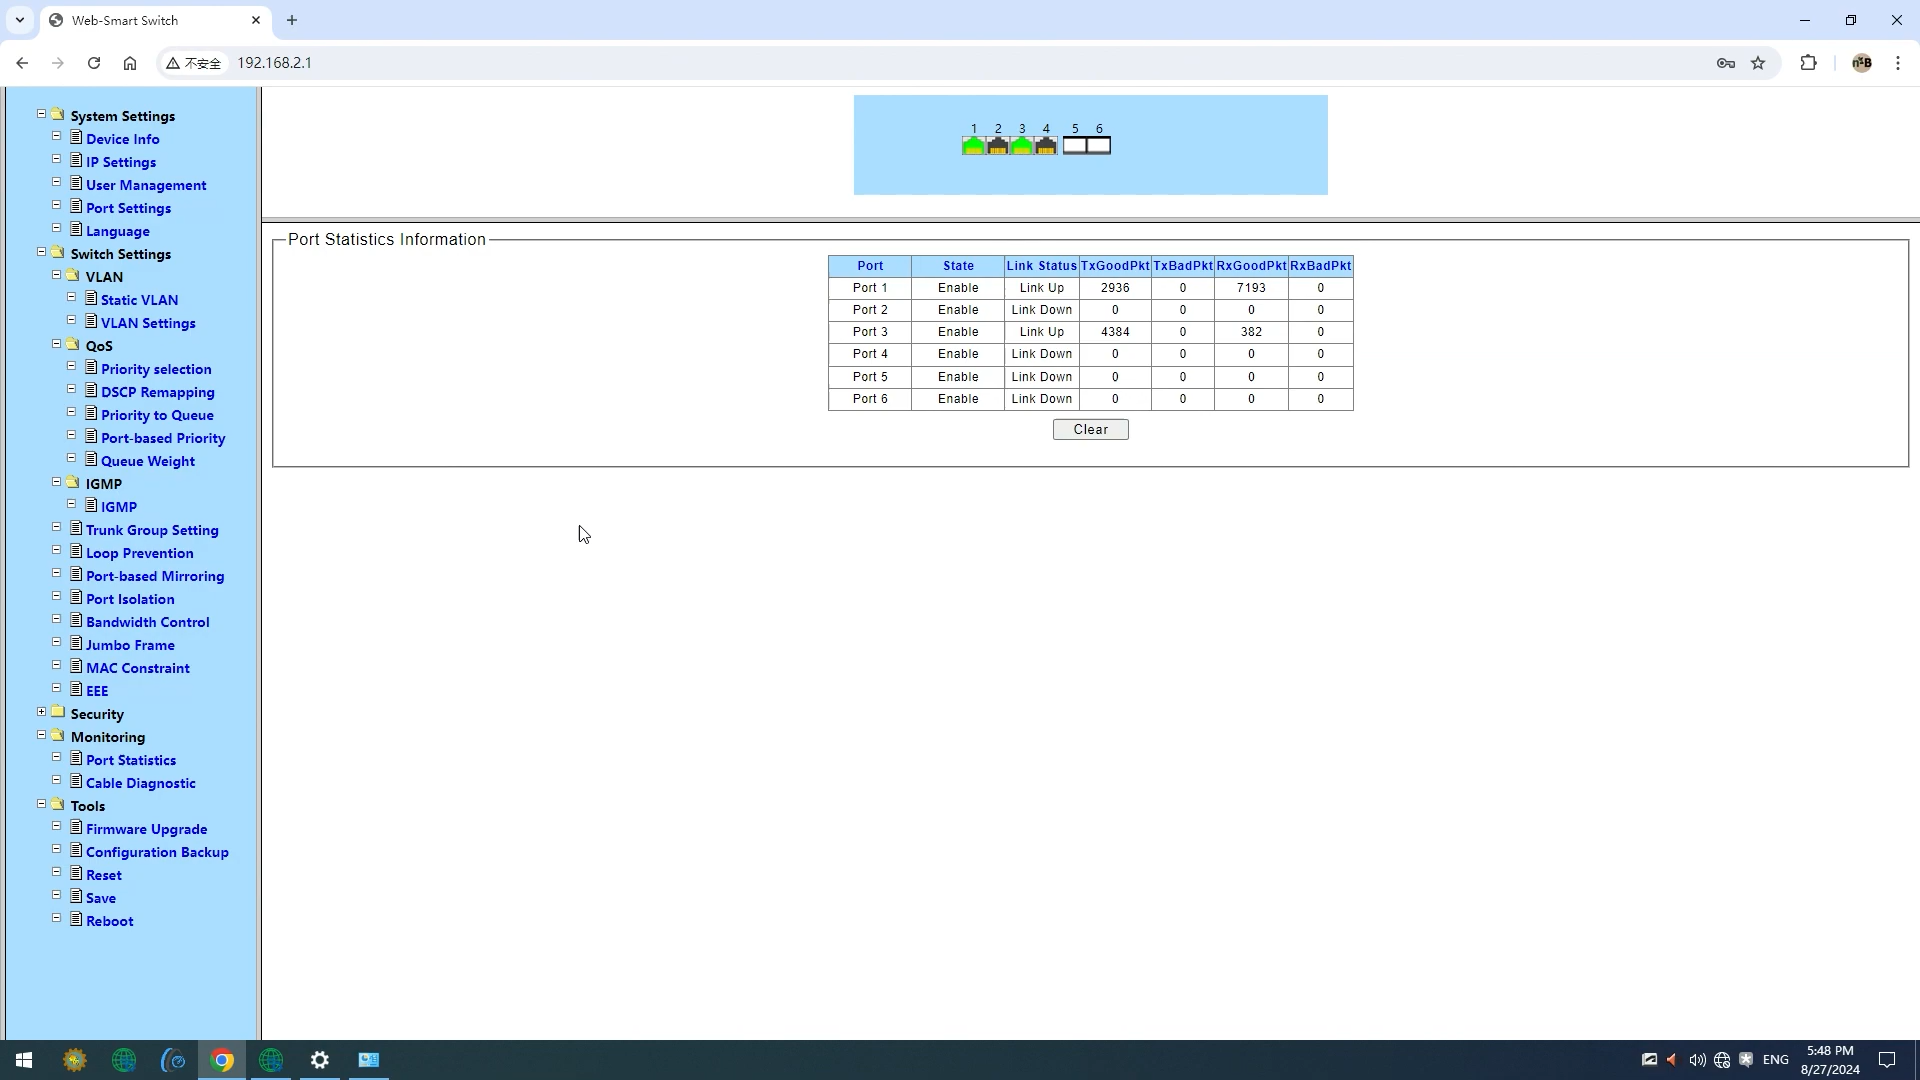 Web-Smart Switch
不安全 192.168.2.1
System Settings
Device Info
IP Settings
User Management
Port Settings
Language
Switch Settings
VLAN
Static VLAN
VLAN Settings
QoS
Priority selection
DSCP Remapping
Priority to Queue
Port-based Priority
Queue Weight
IGMP
IGMP
Trunk Group Setting
Loop Prevention
Port-based Mirroring
Port Isolation
Bandwidth Control
Jumbo Frame
MAC Constraint
EEE
Security
Monitoring
Port Statistics
Cable Diagnostic
Tools
Firmware Upgrade
Configuration Backup
Reset
Save
Reboot
1 2 3 4 5 6
Port Statistics Information
Port State Link Status TxGoodPkt TxBadPkt RxGoodPkt RxBadPkt
Port 1 Enable Link Up 2936 0 7193 0
Port 2 Enable Link Down 0 0 0 0
Port 3 Enable Link Up 4384 0 382 0
Port 4 Enable Link Down 0 0 0 0
Port 5 Enable Link Down 0 0 0 0
Port 6 Enable Link Down 0 0 0 0
Clear
ENG
5:48 PM
8/27/2024